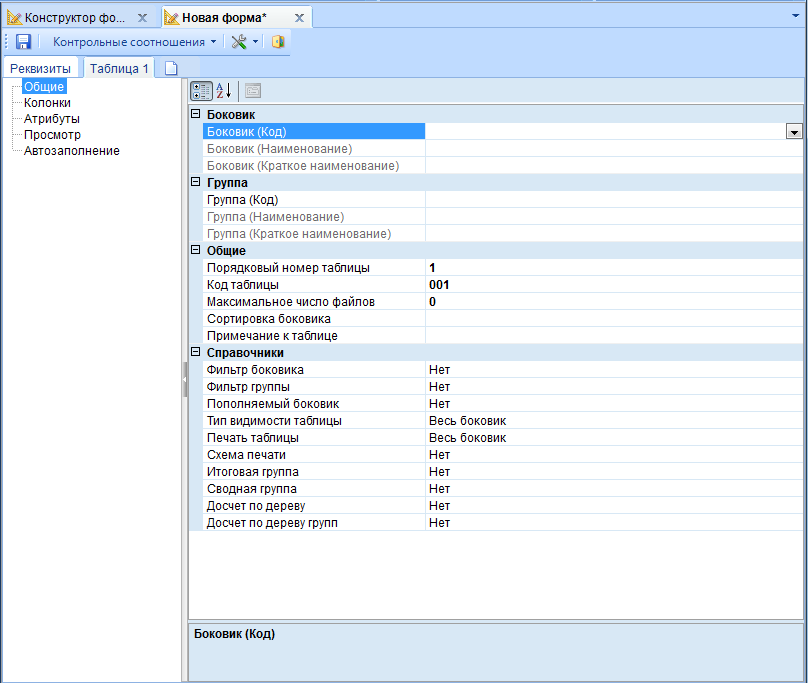 Конструктор фо... Новая форма*
Контрольные соотношения
Реквизиты Таблица 1
Общие
Колонки
Атрибуты
Просмотр
Автозаполнение
Боковик
Боковик (Код)
Боковик (Наименование)
Боковик (Краткое наименование)
Группа
Группа (Код)
Группа (Наименование)
Группа (Краткое наименование)
Общие
Порядковый номер таблицы 1
Код таблицы 001
Максимальное число файлов 0
Сортировка боковика
Примечание к таблице
Справочники
Фильтр боковика Нет
Фильтр группы Нет
Пополняемый боковик Нет
Тип видимости таблицы Весь боковик
Печать таблицы Весь боковик
Схема печати Нет
Итоговая группа Нет
Сводная группа Нет
Досчет по дереву Нет
Досчет по дереву групп Нет
Боковик (Код)